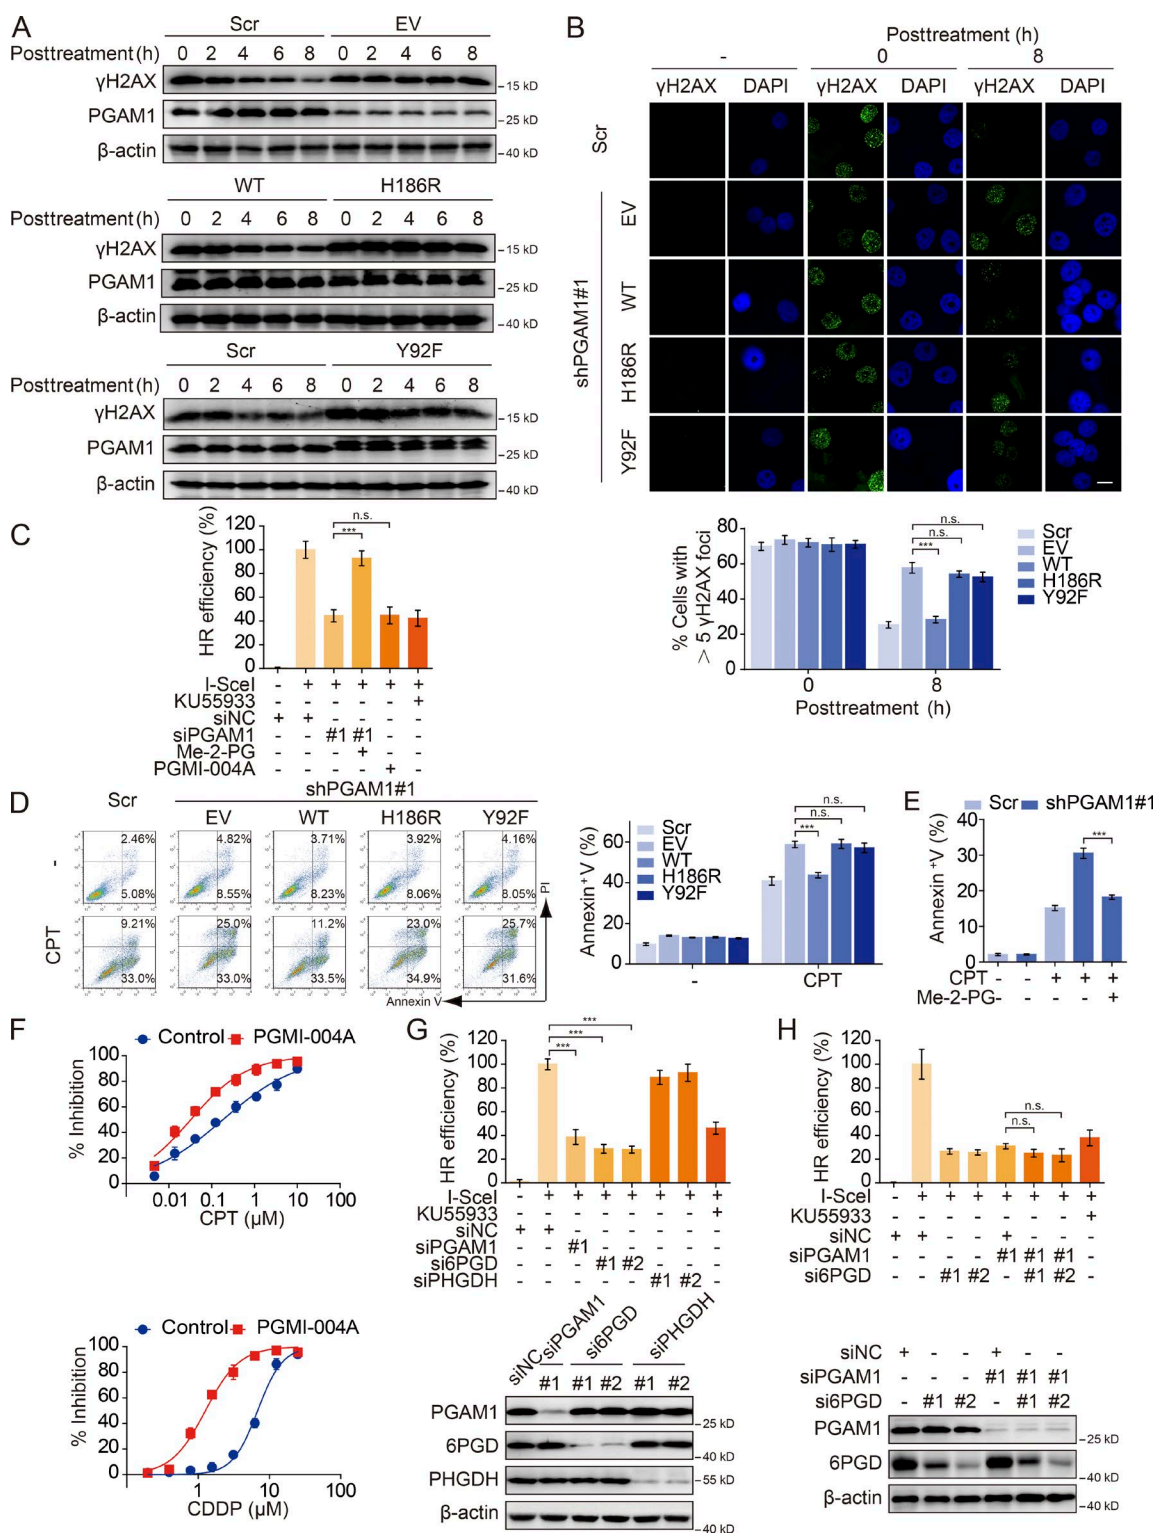 A
Scr EV
Posttreatment (h) 0 2 4 6 8 0 2 4 6 8
γH2AX
15 kD
PGAM1
25 kD
β-actin
40 kD
WT H186R
Posttreatment (h) 0 2 4 6 8 0 2 4 6 8
γH2AX
15 kD
PGAM1
25 kD
β-actin
40 kD
Scr Y92F
Posttreatment (h) 0 2 4 6 8 0 2 4 6 8
γH2AX
15 kD
PGAM1
25 kD
β-actin
40 kD
B
Posttreatment (h)
- 0 8
γH2AX DAPI γH2AX DAPI γH2AX DAPI
Scr
EV
WT
H186R
Y92F
shPGAM1#1
% Cells with
> 5 γH2AX foci
80
60
40
20
0
n.s.
n.s.
***
Scr
EV
WT
H186R
Y92F
0 8
Posttreatment (h)
C
HR efficiency (%)
120
100
80
60
40
20
0
n.s.
***
I-SceI - + + + + +
KU55933 - - - - - +
siNC + + - - - -
siPGAM1 - - #1 #1 - -
Me-2-PG - - - + - -
PGMI-004A - - - - + -
D
shPGAM1#1
Scr EV WT H186R Y92F
-
2.46% 4.82% 3.71% 3.92% 4.16%
5.08% 8.55% 8.23% 8.06% 8.05%
CPT
9.21% 25.0% 11.2% 23.0% 25.7%
33.0% 33.0% 33.5% 34.9% 31.6%
PI
Annexin V
Annexin⁺V (%)
90
60
30
0
Scr
EV
WT
H186R
Y92F
n.s.
n.s.
***
- CPT
E
Scr shPGAM1#1
Annexin⁺V (%)
40
30
20
10
0
***
CPT - - + + +
Me-2-PG - - - - +
F
Control PGMI-004A
% Inhibition
100
80
60
40
20
0
0.01 0.1 1 10 100
CPT (μM)
Control PGMI-004A
% Inhibition
100
80
60
40
20
0
1 10 100
CDDP (μM)
G
HR efficiency (%)
120
100
80
60
40
20
0
***
***
***
I-SceI - + + + + + + +
KU55933 - - - - - - - +
siNC + + - - - - - -
siPGAM1 - - #1 - - - - -
si6PGD - - - #1 #2 - - -
siPHGDH - - - - - #1 #2 -
siNC siPGAM1 si6PGD siPHGDH
#1 #1 #2 #1 #2
PGAM1
25 kD
6PGD
40 kD
PHGDH
55 kD
β-actin
40 kD
H
HR efficiency (%)
120
100
80
60
40
20
0
n.s.
n.s.
I-SceI - + + + + + + +
KU55933 - - - - - - - +
siNC + + - - + - - -
siPGAM1 - - - - #1 #1 #1 -
si6PGD - - #1 #2 - #1 #2 -
siNC + - - + - -
siPGAM1 - - - #1 #1 #1
si6PGD - #1 #2 - #1 #2
PGAM1
25 kD
6PGD
40 kD
β-actin
40 kD